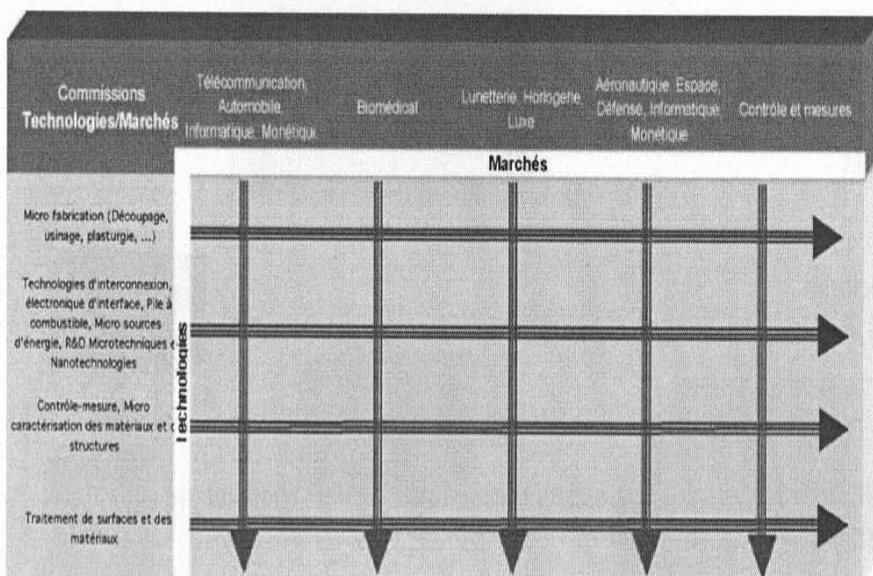 Commissions
Technologies/Marchés
Télécommunication,
Automobile,
Informatique, Monétique
Biomédical
Lunetterie, Horlogerie,
Luxe
Aéronautique, Espace,
Défense, Informatique,
Monétique
Contrôle et mesures
Marchés
Technologies
Micro fabrication (Découpage,
usinage, plasturgie, ...)
Technologies d'interconnexion,
électronique d'interface, Pile à
combustible, Micro sources
d'énergie, R&D Microtechniques e
Nanotechnologies
Contrôle-mesure, Micro
caractérisation des matériaux et d
structures
Traitement de surfaces et des
matériaux